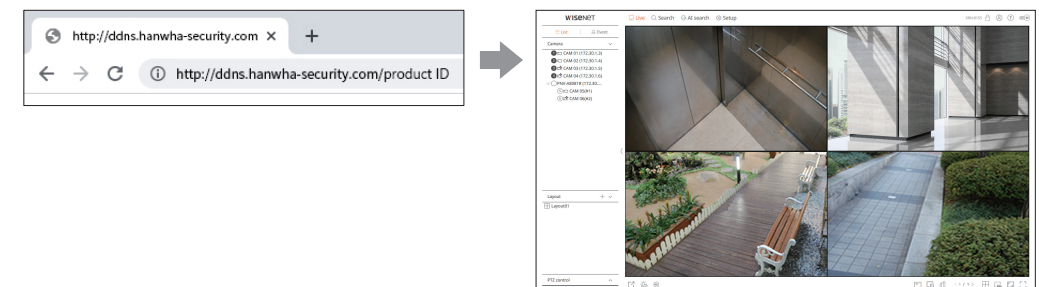 http://ddns.hanwha-security.com
http://ddns.hanwha-security.com/product ID
WISENET
Live Search AI search Setup
List Event
Camera
CAM 01 (172.30.1.3)
CAM 02 (172.30.1.4)
CAM 03 (172.30.1.5)
CAM 04 (172.30.1.6)
CAM 05(#1)
CAM 06(#2)
Layout
Layout01
PTZ control